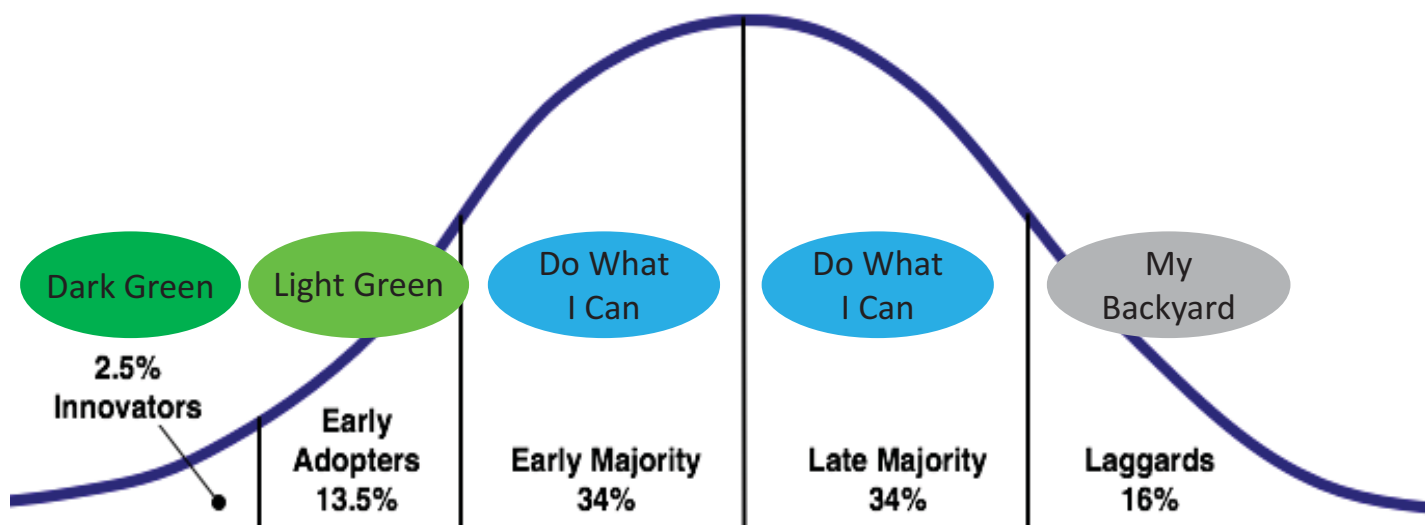 Dark Green
Light Green
Do What
I Can
Do What
I Can
My
Backyard
2.5%
Innovators
Early
Adopters
13.5%
Early Majority
34%
Late Majority
34%
Laggards
16%